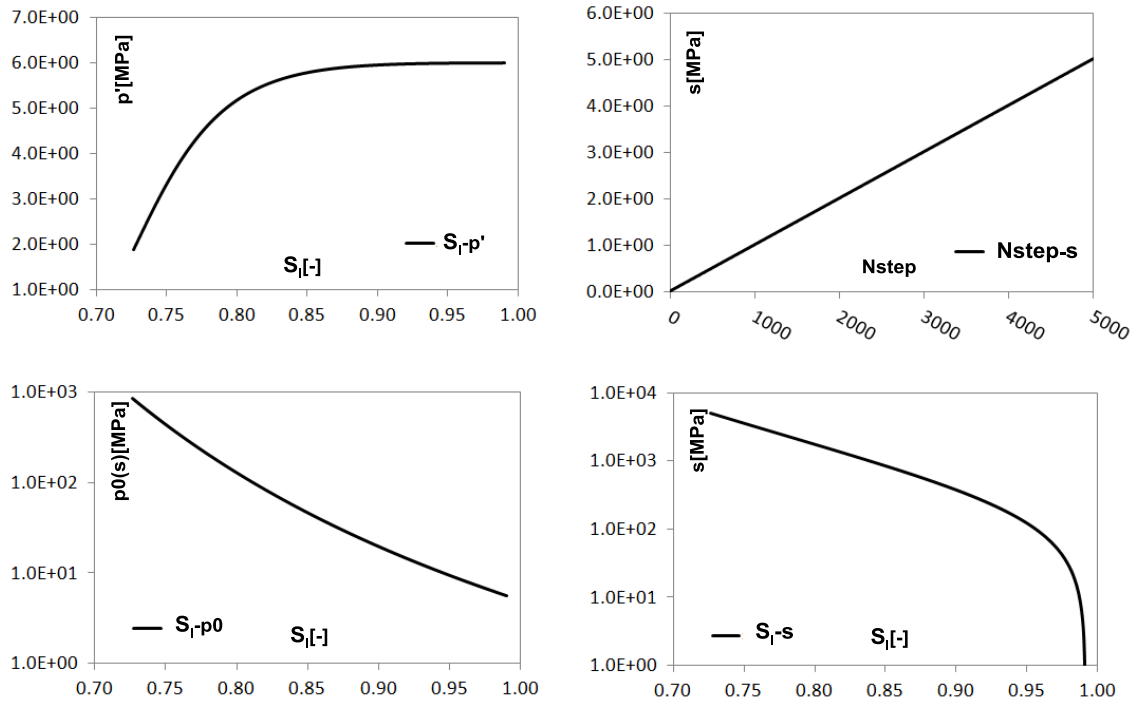 7.0E+00
6.0E+00
5.0E+00
4.0E+00
3.0E+00
2.0E+00
1.0E+00
p'[MPa]
Sl-p'
Sl[-]
0.70 0.75 0.80 0.85 0.90 0.95 1.00
6.0E+00
5.0E+00
4.0E+00
3.0E+00
2.0E+00
1.0E+00
0.0E+00
s[MPa]
Nstep-s
Nstep
0 1000 2000 3000 4000 5000
1.0E+03
1.0E+02
1.0E+01
1.0E+00
p0(s)[MPa]
Sl-p0
Sl[-]
0.70 0.75 0.80 0.85 0.90 0.95 1.00
1.0E+04
1.0E+03
1.0E+02
1.0E+01
1.0E+00
s[MPa]
Sl-s
Sl[-]
0.70 0.75 0.80 0.85 0.90 0.95 1.00